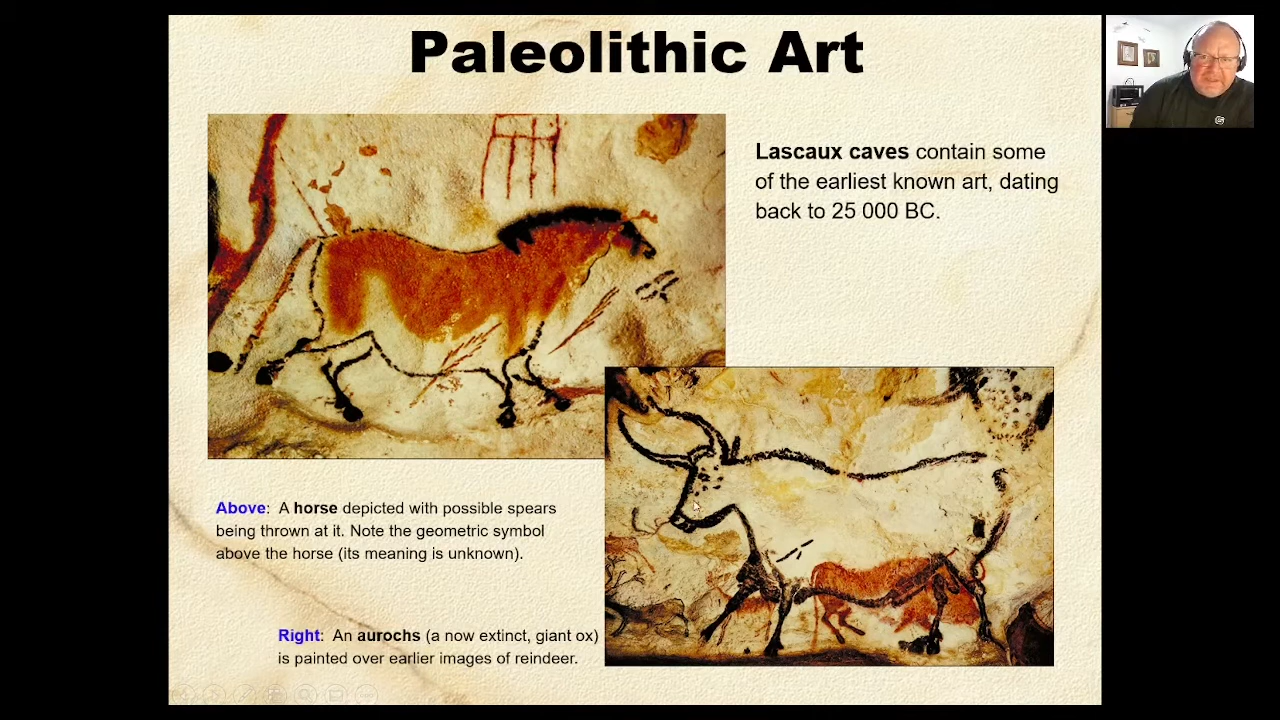 Paleolithic Art
Lascaux caves contain some
of the earliest known art, dating
back to 25 000 BC.
Above: A horse depicted with possible spears
being thrown at it. Note the geometric symbol
above the horse (its meaning is unknown).
Right: An aurochs (a now extinct, giant ox)
is painted over earlier images of reindeer.